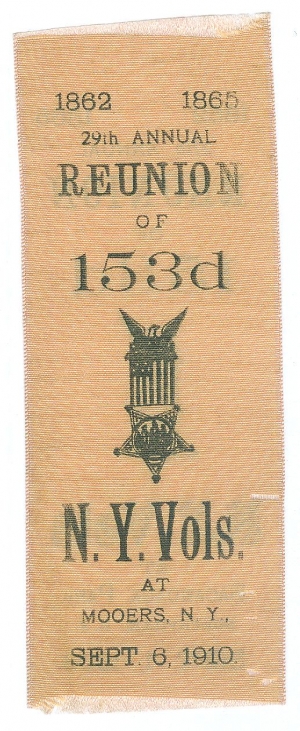 1862 1865
29th ANNUAL
REUNION
OF
153d
N. Y. Vols.
AT
MOOERS, N. Y.,
SEPT. 6, 1910.